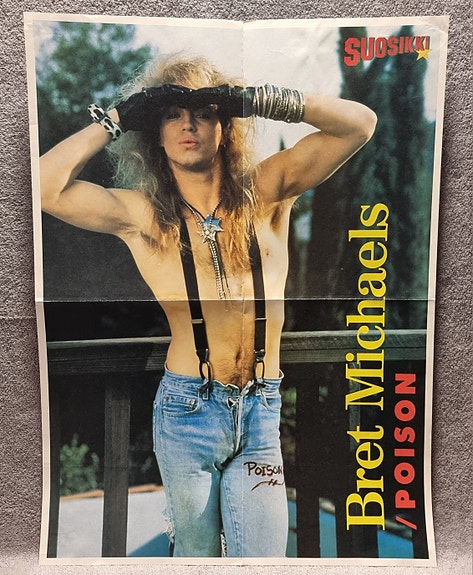 SUOSIKKI
Bret Michaels
/POISON
POISON